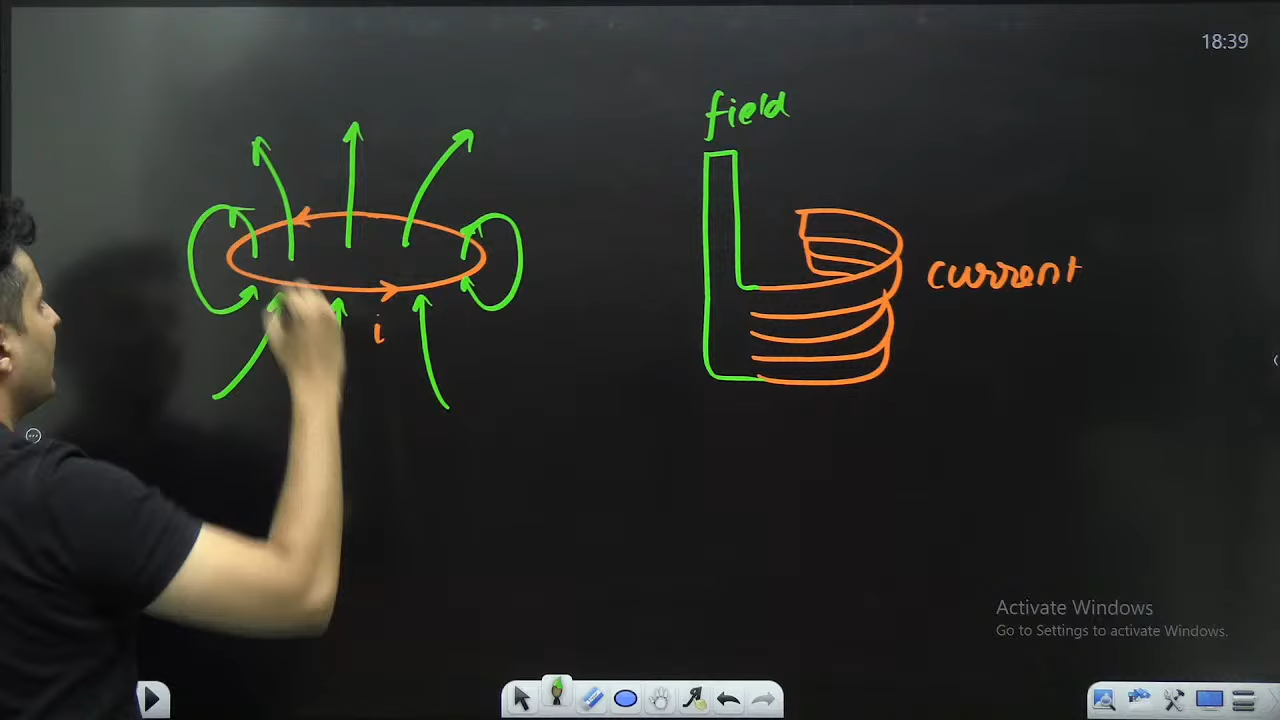 18:39
field
current
i
Activate Windows
Go to Settings to activate Windows.